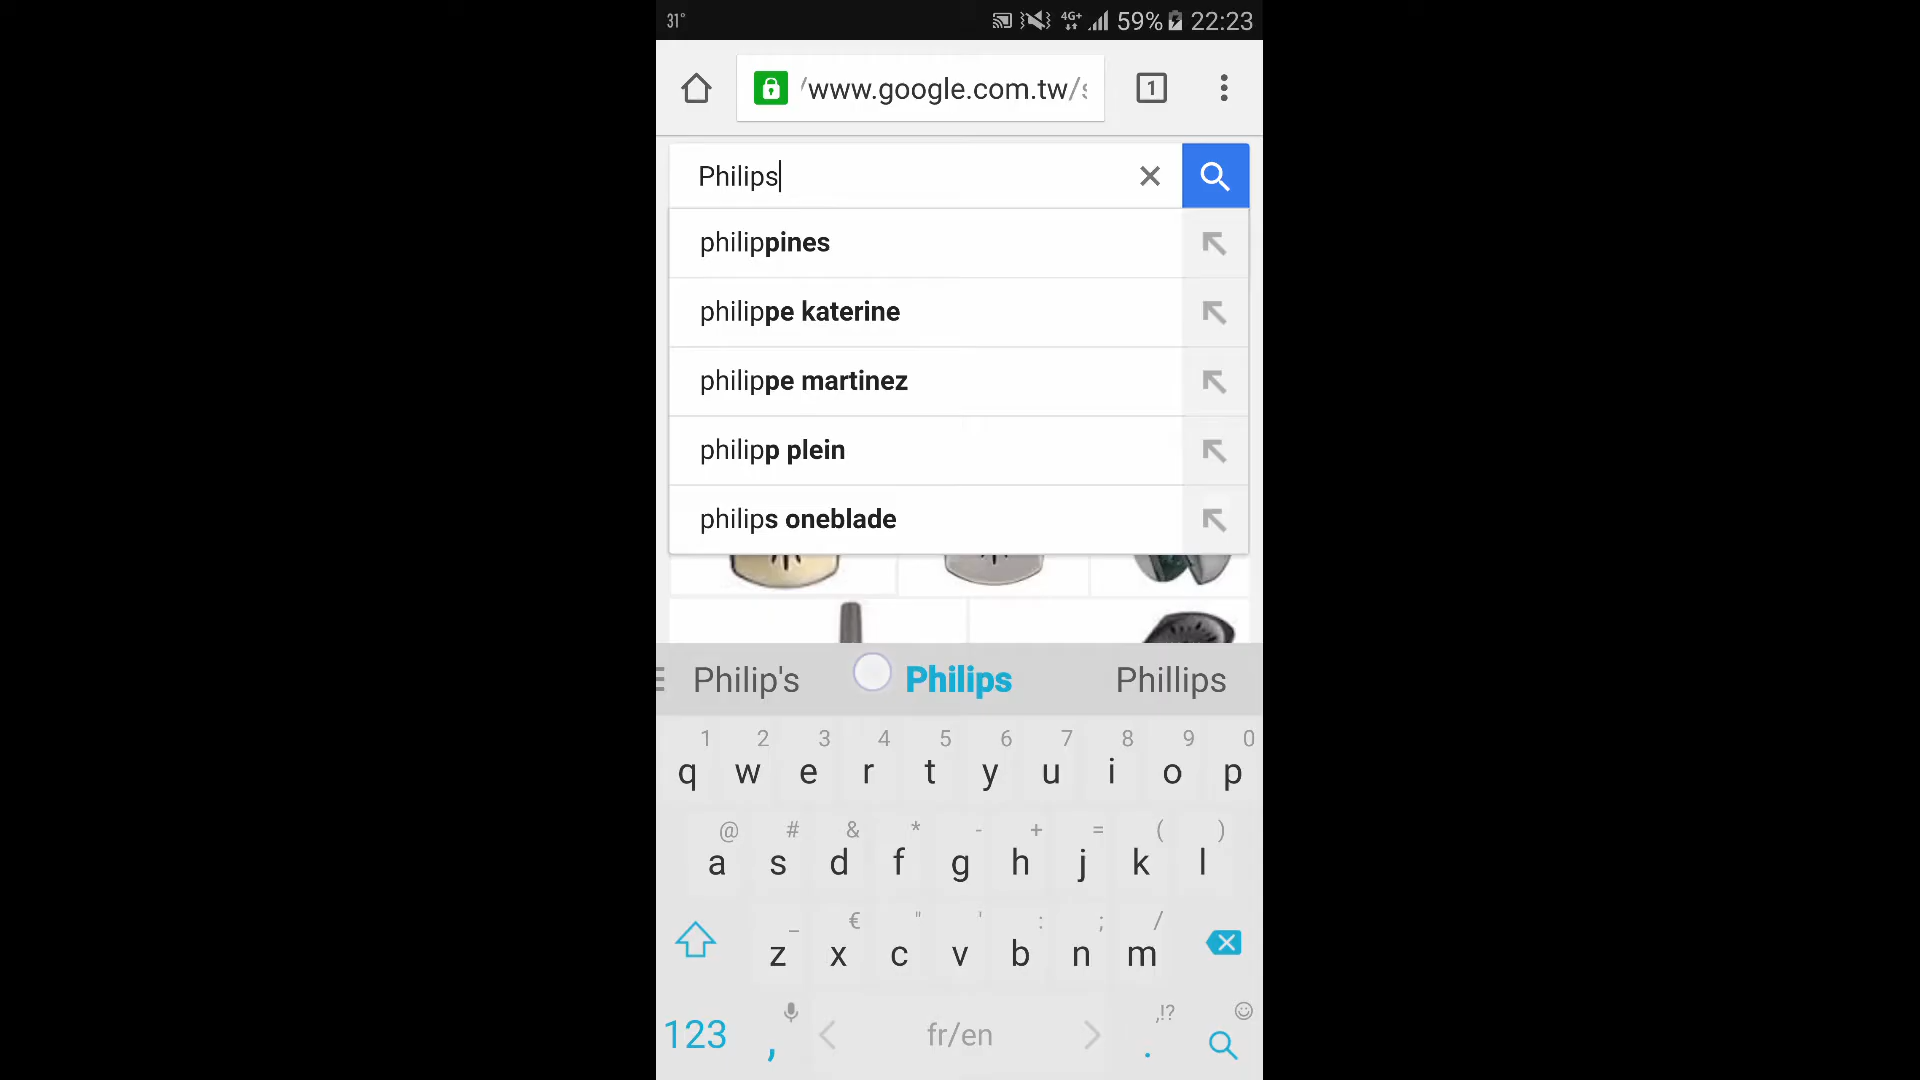 31° 4G+ 59% 22:23
/www.google.com.tw/s 1
Philips
philippines
philippe katerine
philippe martinez
philipp plein
philips oneblade
Philip's Philips Phillips
1 2 3 4 5 6 7 8 9 0
q w e r t y u i o p
@ # & * - + = ( )
a s d f g h j k l
_ € " ' : ; /
z x c v b n m
,!?
123 , fr/en .